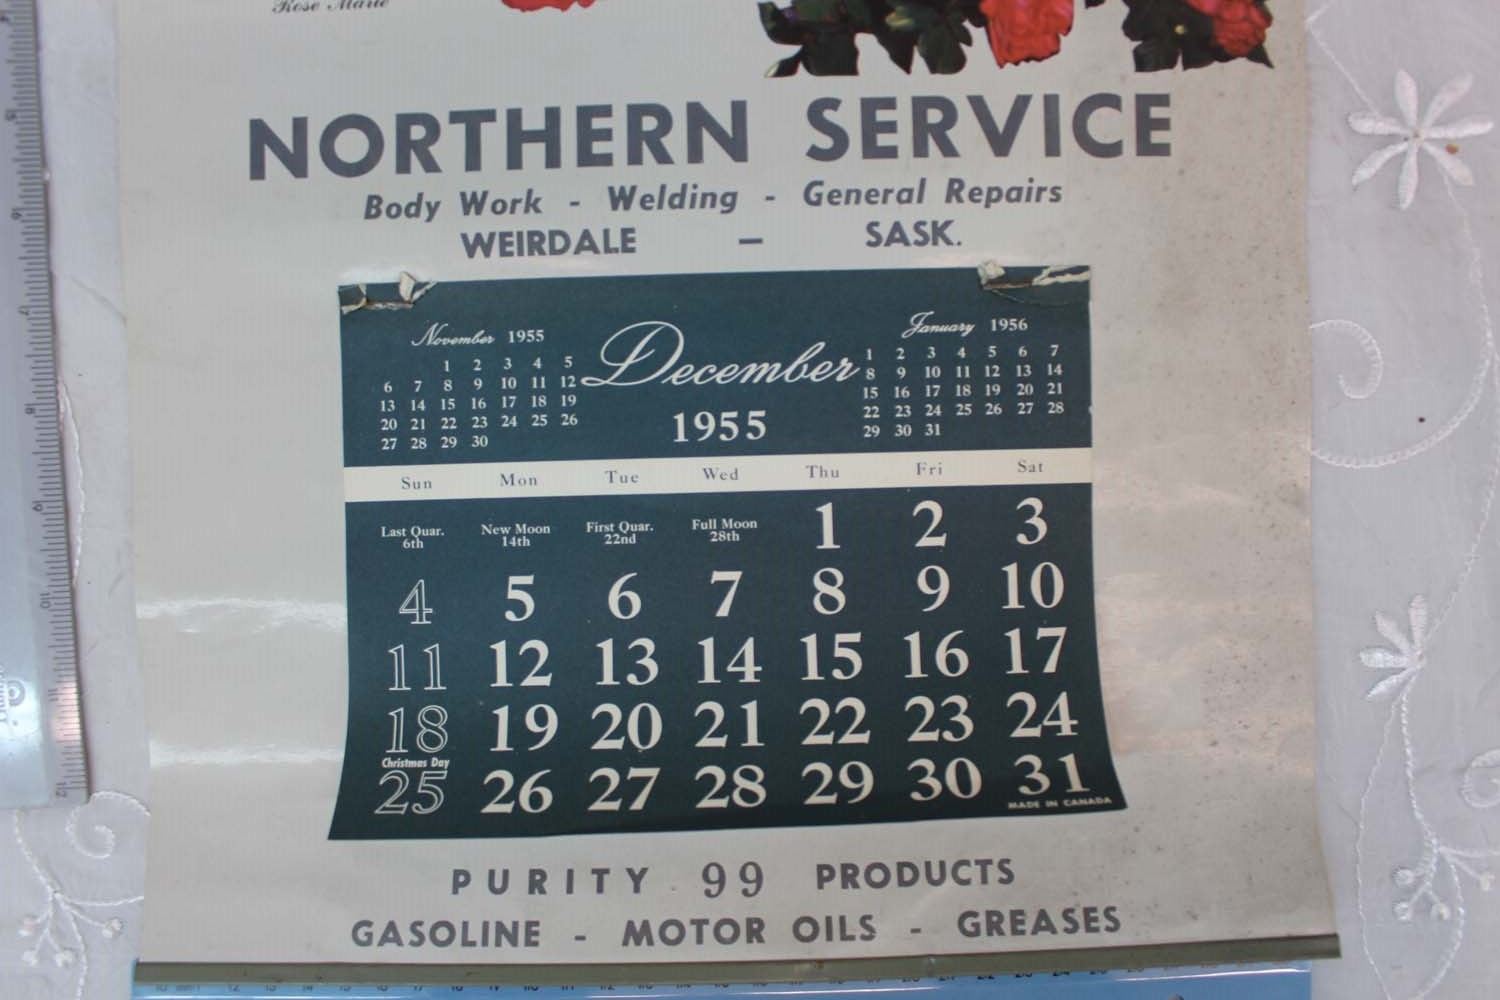 Rose Marie
NORTHERN SERVICE
Body Work - Welding - General Repairs
WEIRDALE — SASK.
November 1955
1 2 3 4 5
6 7 8 9 10 11 12
13 14 15 16 17 18 19
20 21 22 23 24 25 26
27 28 29 30
December
1955
January 1956
1 2 3 4 5 6 7
8 9 10 11 12 13 14
15 16 17 18 19 20 21
22 23 24 25 26 27 28
29 30 31
Sun Mon Tue Wed Thu Fri Sat
Last Quar. 6th New Moon 14th First Quar. 22nd Full Moon 28th 1 2 3
4 5 6 7 8 9 10
11 12 13 14 15 16 17
18 19 20 21 22 23 24
Christmas Day
25 26 27 28 29 30 31
MADE IN CANADA
PURITY 99 PRODUCTS
GASOLINE - MOTOR OILS - GREASES